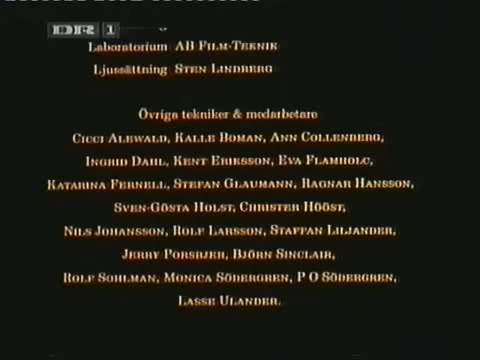 DR 1
Laboratorium AB FILM-TEKNIK
Ljussättning STEN LINDBERG
Övriga tekniker & medarbetare
CICCI ALEWALD, KALLE BOMAN, ANN COLLENBERG,
INGRID DAHL, KENT ERIKSSON, EVA FLAMHOLC,
KATARINA FERNELL, STEFAN GLAUMANN, RAGNAR HANSSON,
SVEN-GÖSTA HOLST, CHRISTER HÖÖST,
NILS JOHANSSON, ROLF LARSSON, STAFFAN LILJANDER,
JERRY PORSBJER, BJÖRN SINCLAIR,
ROLF SOHLMAN, MONICA SÖDERGREN, P O SÖDERGREN,
LASSE ULANDER.